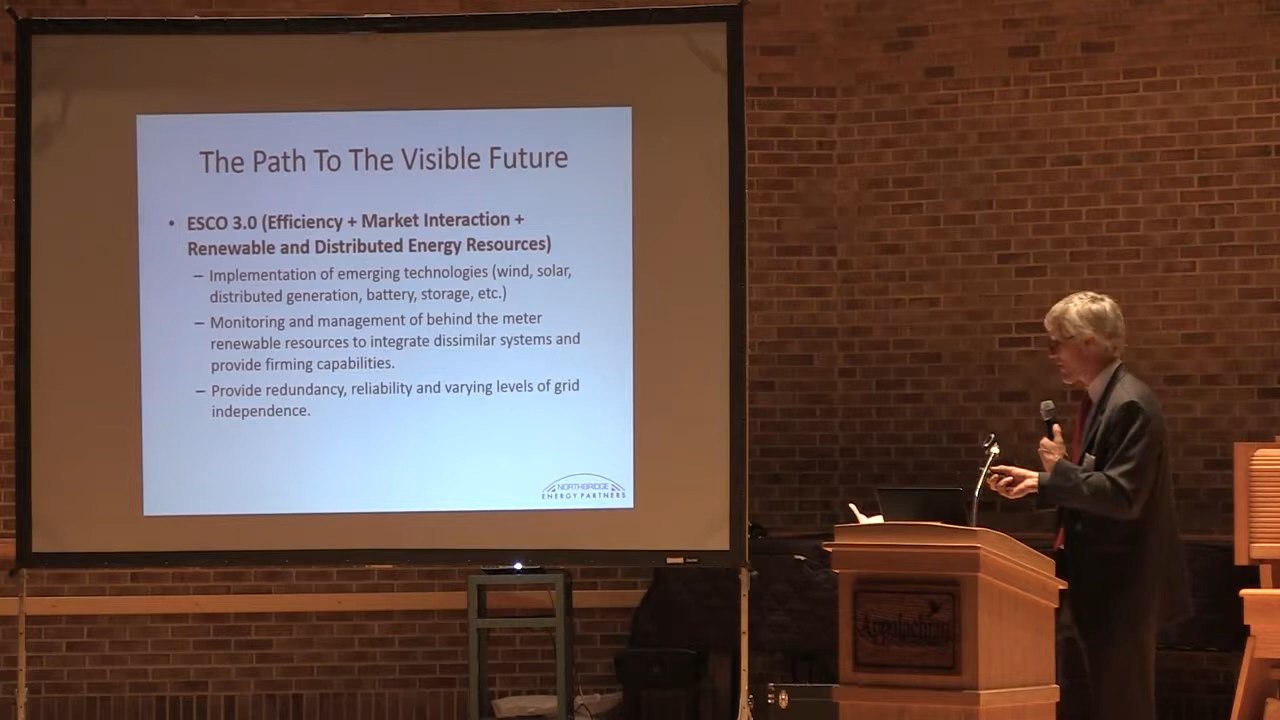 The Path To The Visible Future
• ESCO 3.0 (Efficiency + Market Interaction +
Renewable and Distributed Energy Resources)
– Implementation of emerging technologies (wind, solar,
distributed generation, battery, storage, etc.)
– Monitoring and management of behind the meter
renewable resources to integrate dissimilar systems and
provide firming capabilities.
– Provide redundancy, reliability and varying levels of grid
independence.
NORTHBRIDGE
ENERGY PARTNERS
Appalachian